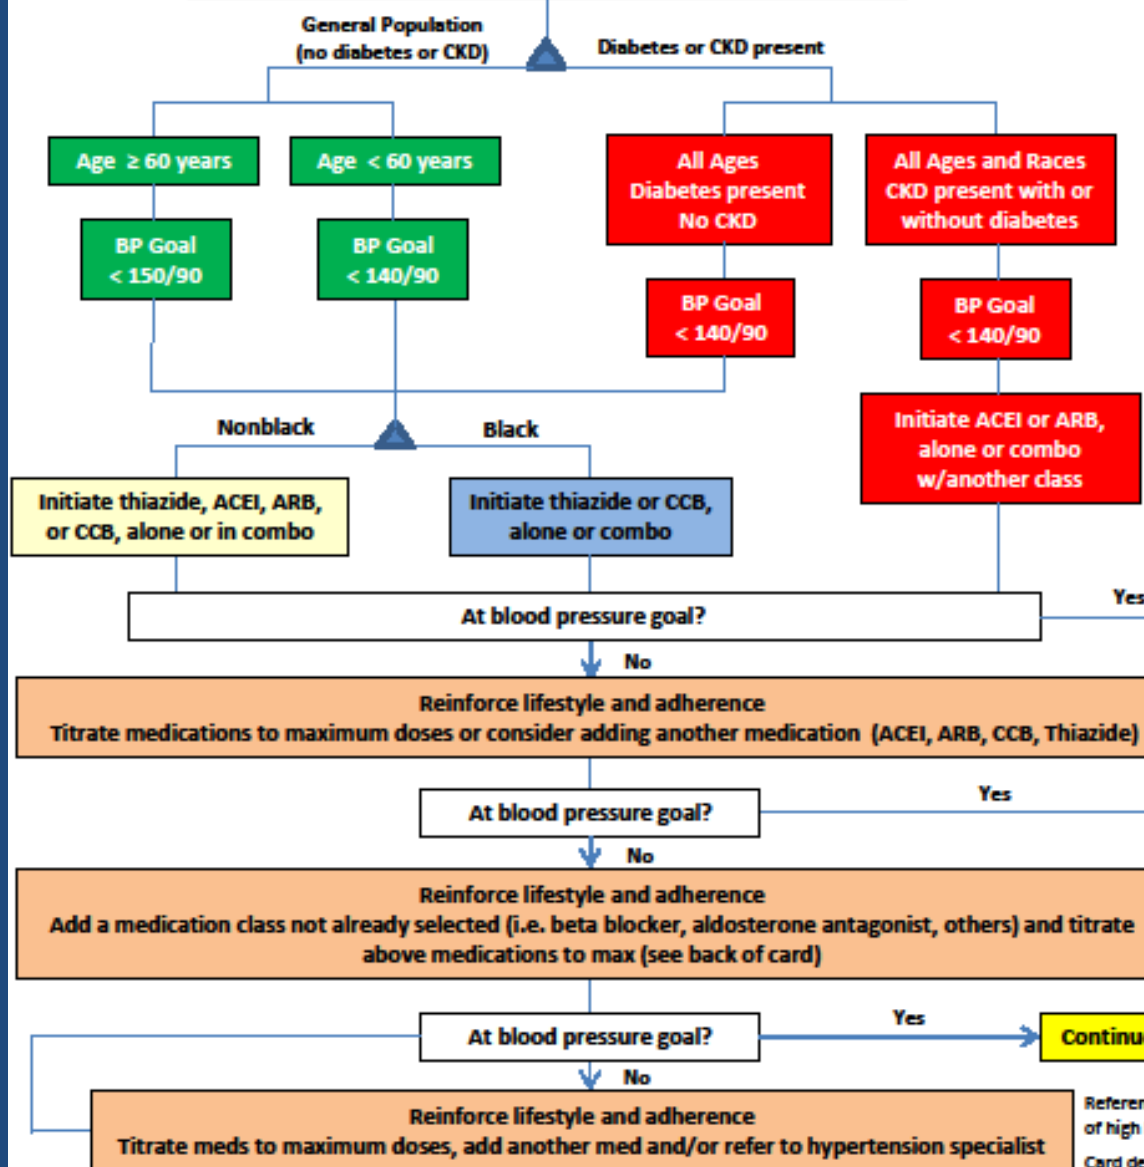 General Population
(no diabetes or CKD)
Diabetes or CKD present
Age ≥ 60 years
Age < 60 years
All Ages
Diabetes present
No CKD
All Ages and Races
CKD present with or
without diabetes
BP Goal
< 150/90
BP Goal
< 140/90
BP Goal
< 140/90
BP Goal
< 140/90
Initiate ACEI or ARB,
alone or combo
w/another class
Nonblack
Black
Initiate thiazide, ACEI, ARB,
or CCB, alone or in combo
Initiate thiazide or CCB,
alone or combo
At blood pressure goal?
Yes
No
Reinforce lifestyle and adherence
Titrate medications to maximum doses or consider adding another medication (ACEI, ARB, CCB, Thiazide)
At blood pressure goal?
Yes
No
Reinforce lifestyle and adherence
Add a medication class not already selected (i.e. beta blocker, aldosterone antagonist, others) and titrate
above medications to max (see back of card)
At blood pressure goal?
Yes
No
Reinforce lifestyle and adherence
Titrate meds to maximum doses, add another med and/or refer to hypertension specialist
of high
Card